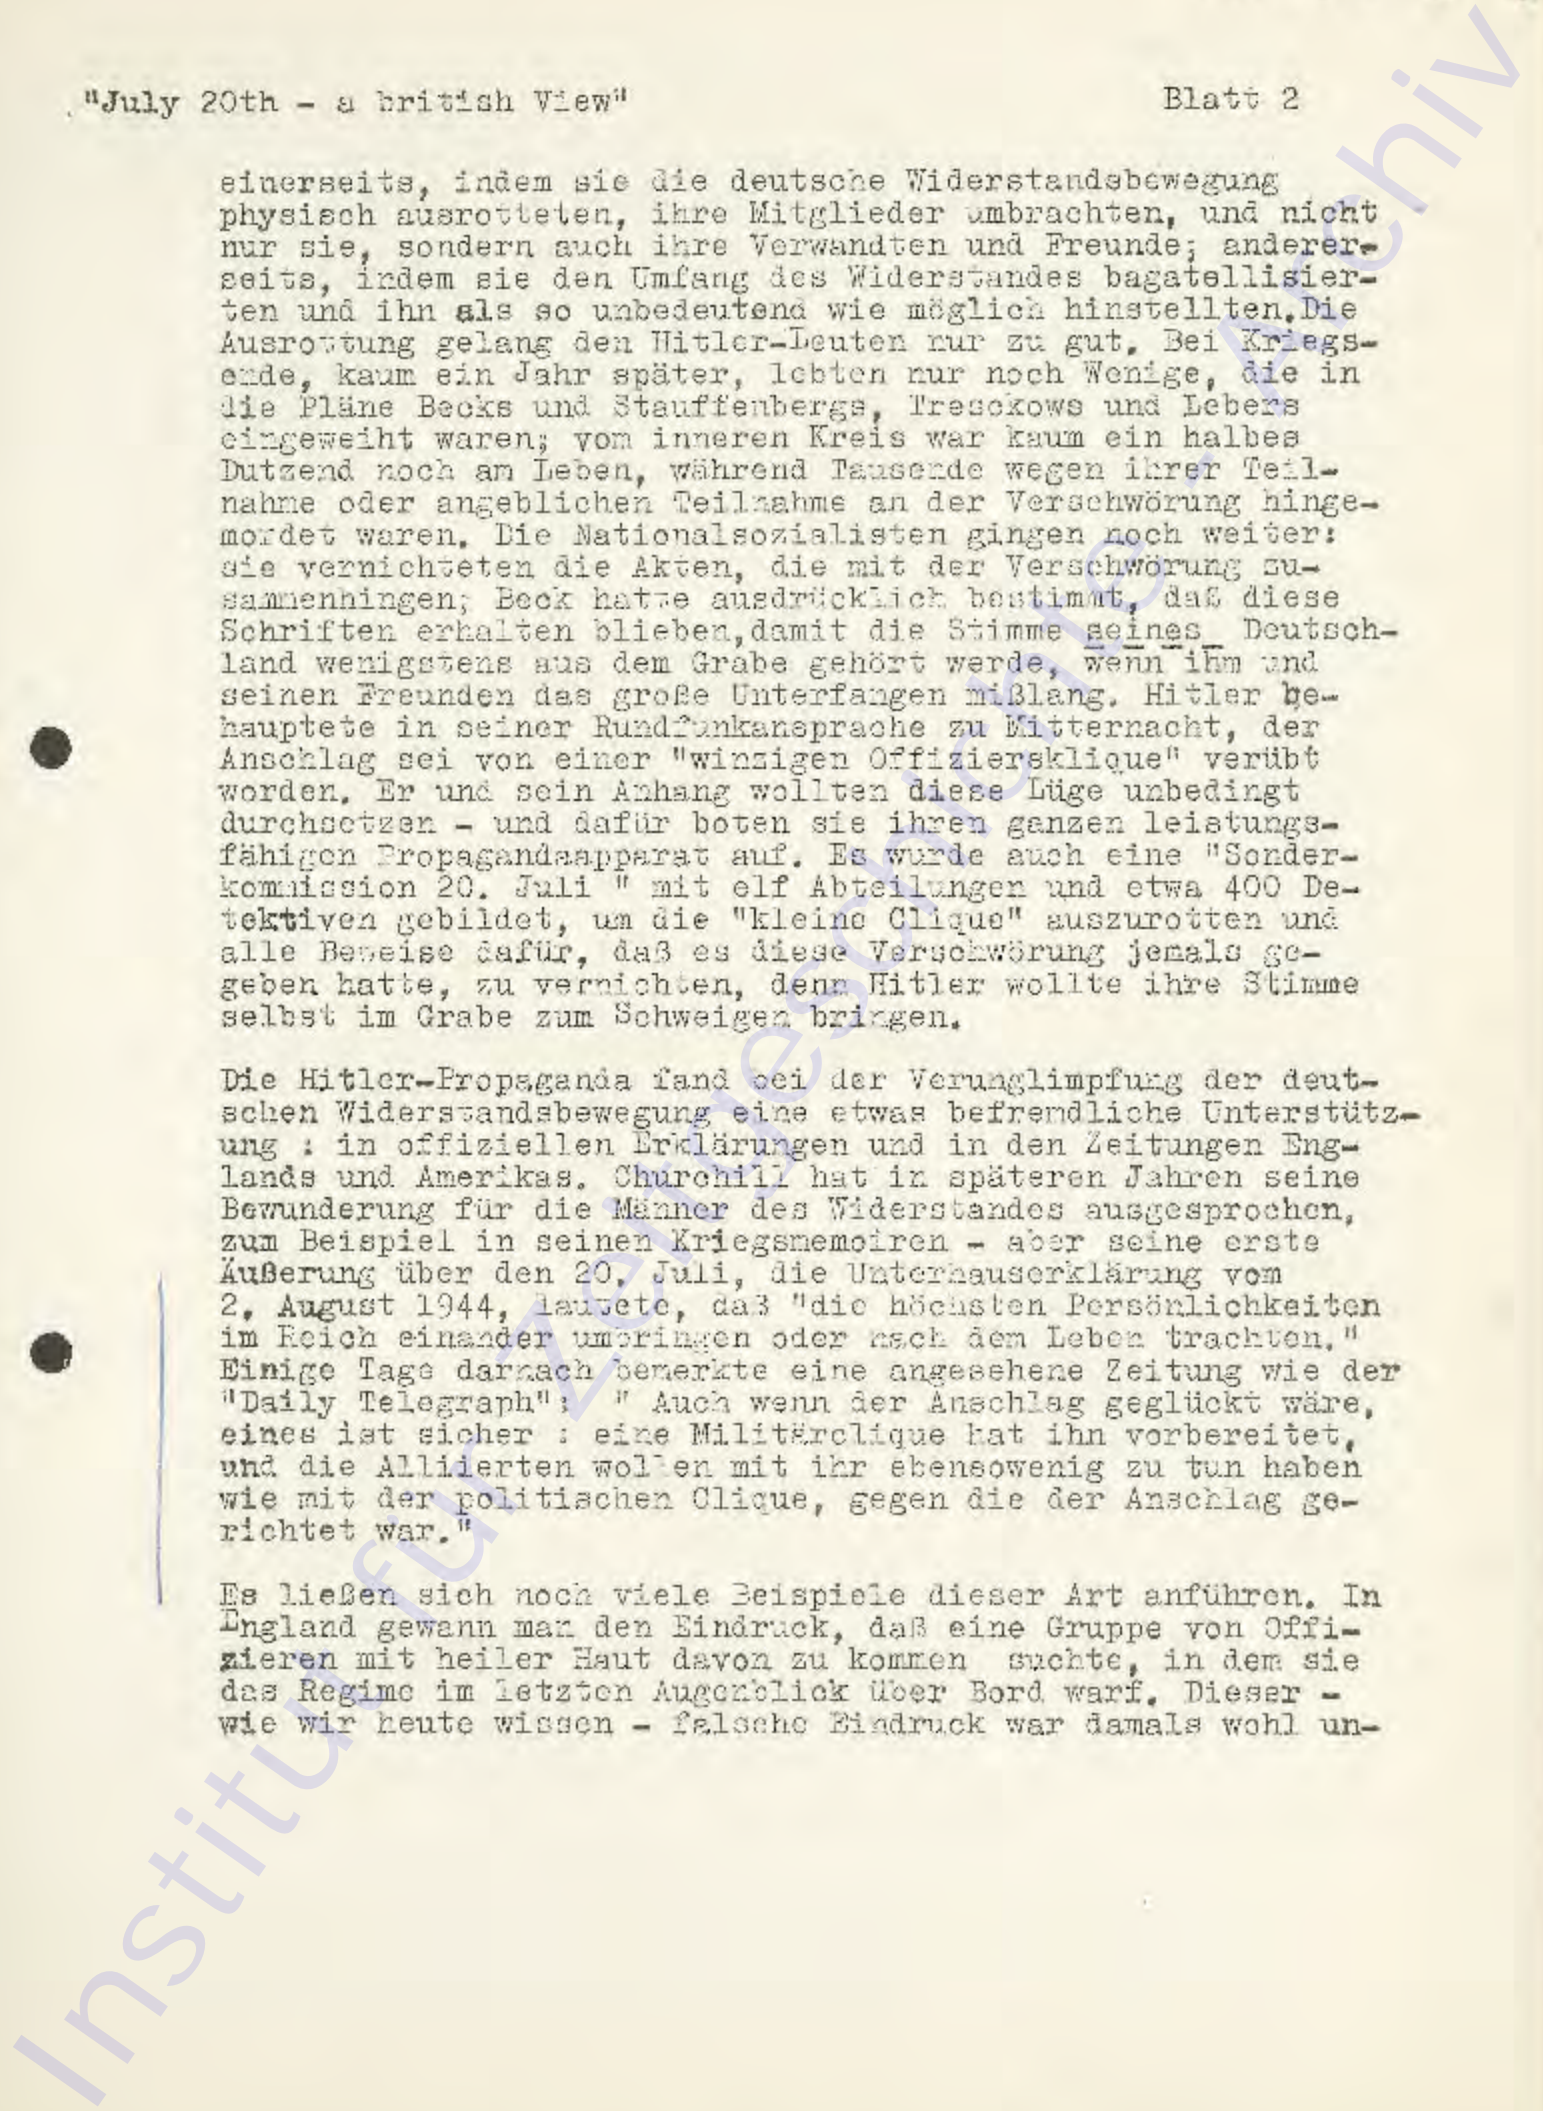 "July 20th - a british View" Blatt 2
einerseits, indem sie die deutsche Widerstandsbewegung
physisch ausrotteten, ihre Mitglieder umbrachten, und nicht
nur sie, sondern auch ihre Verwandten und Freunde; anderer-
seits, indem sie den Umfang des Widerstandes bagatellisier-
ten und ihn als so unbedeutend wie möglich hinstellten.Die
Ausrottung gelang den Hitler-Leuten nur zu gut. Bei Kriegs-
ende, kaum ein Jahr später, lebten nur noch Wenige, die in
die Pläne Becks und Stauffenbergs, Tresckows und Lebers
eingeweiht waren; vom inneren Kreis war kaum ein halbes
Dutzend noch am Leben, während Tausende wegen ihrer Teil-
nahme oder angeblichen Teilnahme an der Verschwörung hinge-
mordet waren. Die Nationalsozialisten gingen noch weiter:
sie vernichteten die Akten, die mit der Verschwörung zu-
sammenhingen; Beck hatte ausdrücklich bestimmt, daß diese
Schriften erhalten blieben,damit die Stimme seines Deutsch-
land wenigstens aus dem Grabe gehört werde, wenn ihm und
seinen Freunden das große Unterfangen mißlang. Hitler be-
hauptete in seiner Rundfunkansprache zu Mitternacht, der
Anschlag sei von einer "winzigen Offiziersklique" verübt
worden. Er und sein Anhang wollten diese Lüge unbedingt
durchsetzen - und dafür boten sie ihren ganzen leistungs-
fähigen Propagandaapparat auf. Es wurde auch eine "Sonder-
kommission 20. Juli " mit elf Abteilungen und etwa 400 De-
tektiven gebildet, um die "kleine Clique" auszurotten und
alle Beweise dafür, daß es diese Verschwörung jemals ge-
geben hatte, zu vernichten, denn Hitler wollte ihre Stimme
selbst im Grabe zum Schweigen bringen.
Die Hitler-Propaganda fand bei der Verunglimpfung der deut-
schen Widerstandsbewegung eine etwas befremdliche Unterstütz-
ung : in offiziellen Erklärungen und in den Zeitungen Eng-
lands und Amerikas. Churchill hat in späteren Jahren seine
Bewunderung für die Männer des Widerstandes ausgesprochen,
zum Beispiel in seinen Kriegsmemoiren - aber seine erste
Äußerung über den 20. Juli, die Unterhauserklärung vom
2. August 1944, lautete, daß "die höchsten Persönlichkeiten
im Reich einander umbringen oder nach dem Leben trachten."
Einige Tage darnach bemerkte eine angesehene Zeitung wie der
"Daily Telegraph": " Auch wenn der Anschlag geglückt wäre,
eines ist sicher : eine Militärclique hat ihn vorbereitet,
und die Alliierten wollen mit ihr ebensowenig zu tun haben
wie mit der politischen Clique, gegen die der Anschlag ge-
richtet war."
Es ließen sich noch viele Beispiele dieser Art anführen. In
England gewann man den Eindruck, daß eine Gruppe von Offi-
zieren mit heiler Haut davon zu kommen suchte, in dem sie
das Regime im letzten Augenblick über Bord warf. Dieser -
wie wir heute wissen - falsche Eindruck war damals wohl un-
Institut für Zeitgeschichte - Archiv